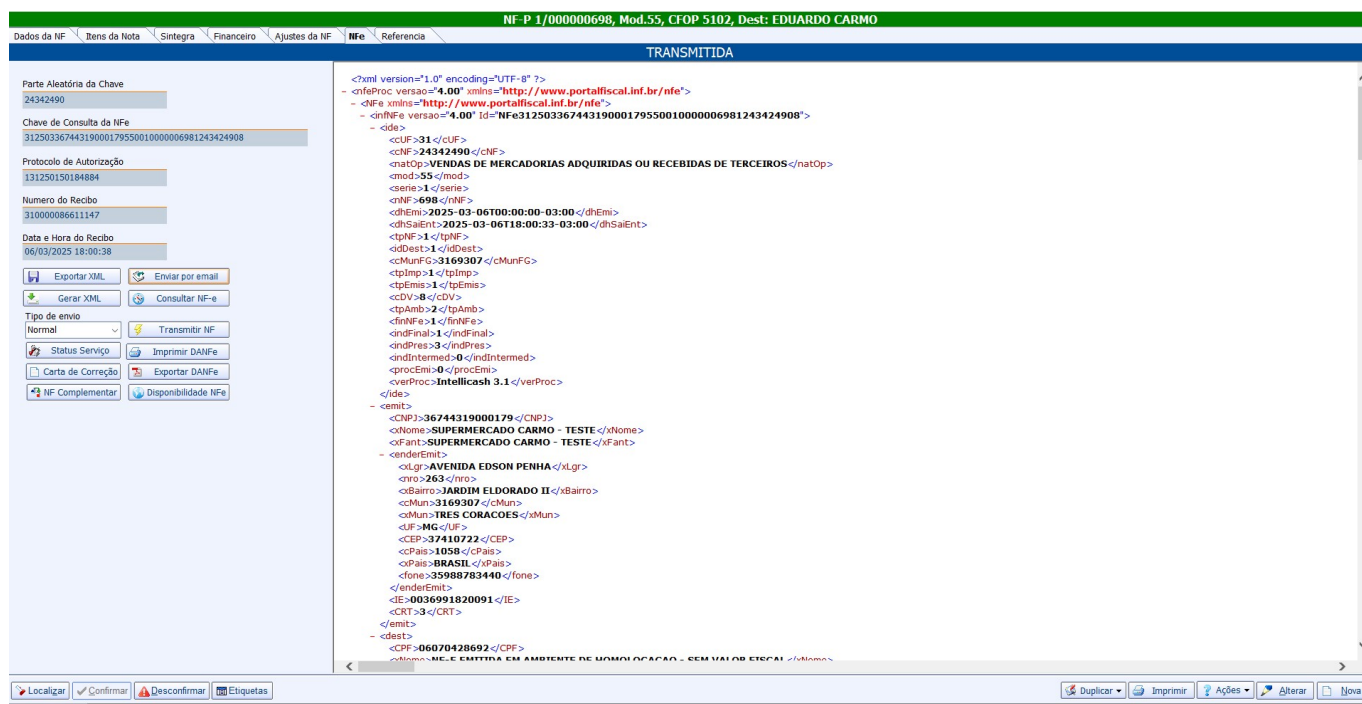 NF-P 1/000000698, Mod.55, CFOP 5102, Dest: EDUARDO CARMO
Dados da NF Itens da Nota Sintegra Financeiro Ajustes da NF NFe Referencia
TRANSMITIDA
Parte Aleatória da Chave
24342490
Chave de Consulta da NFe
31250336744319000179550010000006981243424908
Protocolo de Autorização
131250150184884
Numero do Recibo
310000086611147
Data e Hora do Recibo
06/03/2025 18:00:38
Exportar XML Enviar por email
Gerar XML Consultar NF-e
Tipo de envio
Normal Transmitir NF
Status Serviço Imprimir DANFe
Carta de Correção Exportar DANFe
NF Complementar Disponibilidade NFe
<?xml version="1.0" encoding="UTF-8" ?>
- <nfeProc versao="4.00" xmlns="http://www.portalfiscal.inf.br/nfe">
- <NFe xmlns="http://www.portalfiscal.inf.br/nfe">
- <infNFe versao="4.00" Id="NFe31250336744319000179550010000006981243424908">
- <ide>
<cUF>31</cUF>
<cNF>24342490</cNF>
<natOp>VENDAS DE MERCADORIAS ADQUIRIDAS OU RECEBIDAS DE TERCEIROS</natOp>
<mod>55</mod>
<serie>1</serie>
<nNF>698</nNF>
<dhEmi>2025-03-06T00:00:00-03:00</dhEmi>
<dhSaiEnt>2025-03-06T18:00:33-03:00</dhSaiEnt>
<tpNF>1</tpNF>
<idDest>1</idDest>
<cMunFG>3169307</cMunFG>
<tpImp>1</tpImp>
<tpEmis>1</tpEmis>
<cDV>8</cDV>
<tpAmb>2</tpAmb>
<finNFe>1</finNFe>
<indFinal>1</indFinal>
<indPres>3</indPres>
<indIntermed>0</indIntermed>
<procEmi>0</procEmi>
<verProc>Intellicash 3.1</verProc>
</ide>
- <emit>
<CNPJ>36744319000179</CNPJ>
<xNome>SUPERMERCADO CARMO - TESTE</xNome>
<xFant>SUPERMERCADO CARMO - TESTE</xFant>
- <enderEmit>
<xLgr>AVENIDA EDSON PENHA</xLgr>
<nro>263</nro>
<xBairro>JARDIM ELDORADO II</xBairro>
<cMun>3169307</cMun>
<xMun>TRES CORACOES</xMun>
<UF>MG</UF>
<CEP>37410722</CEP>
<cPais>1058</cPais>
<xPais>BRASIL</xPais>
<fone>35988783440</fone>
</enderEmit>
<IE>0036991820091</IE>
<CRT>3</CRT>
</emit>
- <dest>
<CPF>06070428692</CPF>
<xNome>NF-E EMITIDA EM AMBIENTE DE HOMOLOGACAO - SEM VALOR FISCAL</xNome>
Localizar Confirmar Desconfirmar Etiquetas Duplicar Imprimir Ações Alterar Nova